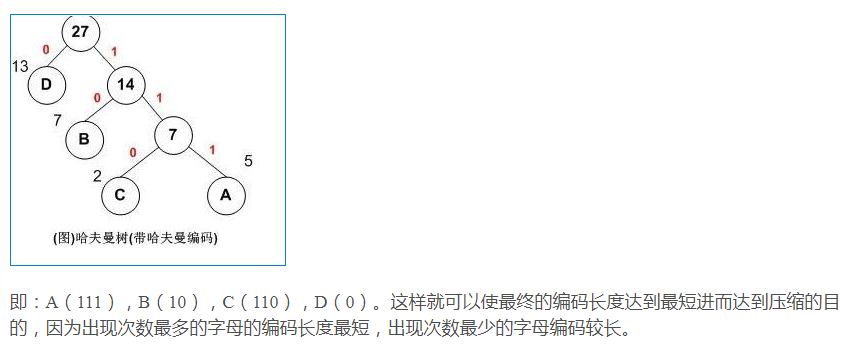 27
0 1
13 D 14
0 1
7 B 7
0 1
2 5
C A
(图)哈夫曼树(带哈夫曼编码)
即：A（111），B（10），C（110），D（0）。这样就可以使最终的编码长度达到最短进而达到压缩的目
的，因为出现次数最多的字母的编码长度最短，出现次数最少的字母编码较长。